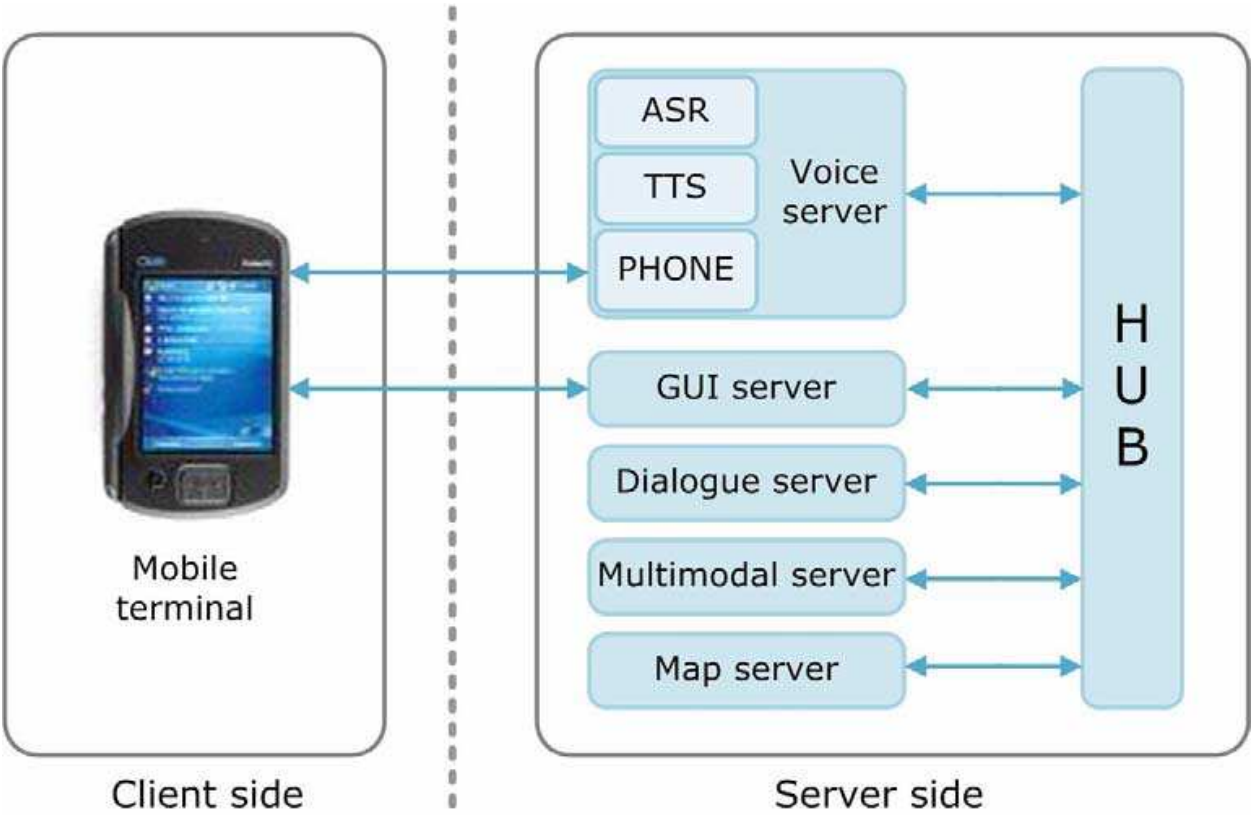 ASR
TTS
PHONE
Voice
server
GUI server
Dialogue server
Multimodal server
Map server
H
U
B
Mobile
terminal
Client side
Server side